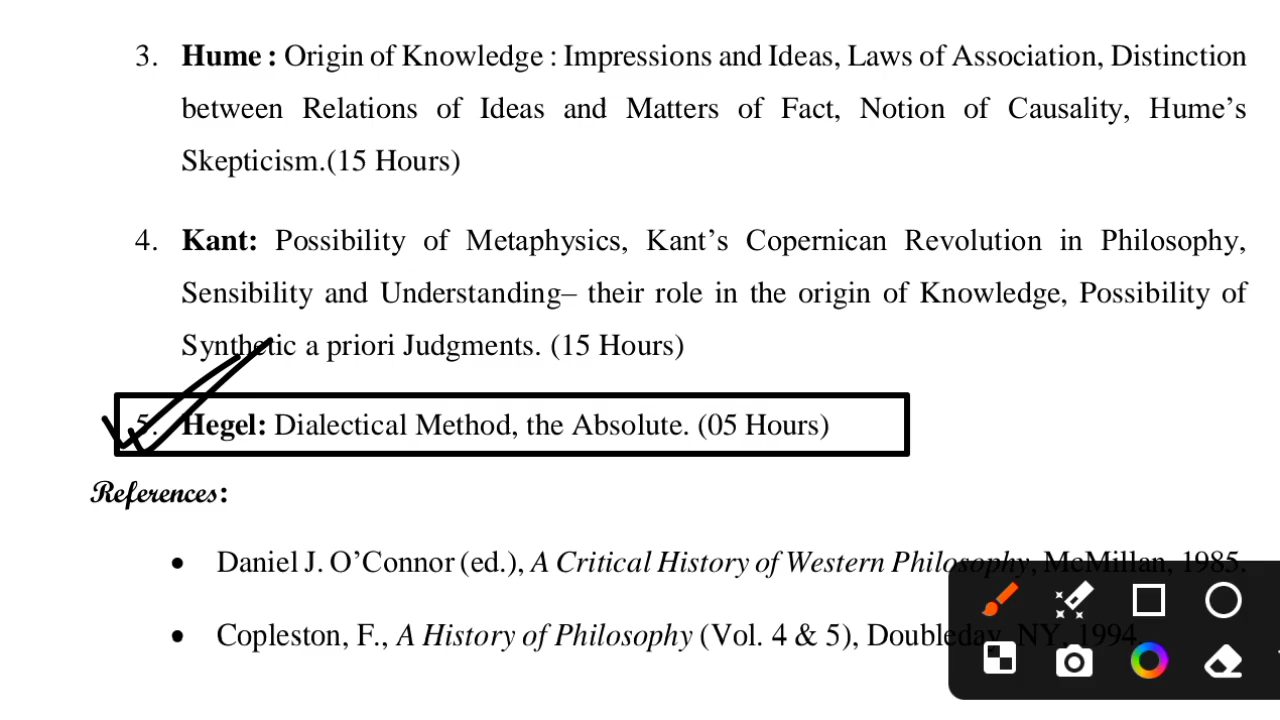 3. Hume : Origin of Knowledge : Impressions and Ideas, Laws of Association, Distinction
between Relations of Ideas and Matters of Fact, Notion of Causality, Hume’s
Skepticism.(15 Hours)
4. Kant: Possibility of Metaphysics, Kant’s Copernican Revolution in Philosophy,
Sensibility and Understanding– their role in the origin of Knowledge, Possibility of
Synthetic a priori Judgments. (15 Hours)
5. Hegel: Dialectical Method, the Absolute. (05 Hours)
References:
• Daniel J. O’Connor (ed.), A Critical History of Western Philosophy, McMillan, 1985.
• Copleston, F., A History of Philosophy (Vol. 4 & 5), Doubleday, NY, 1994.